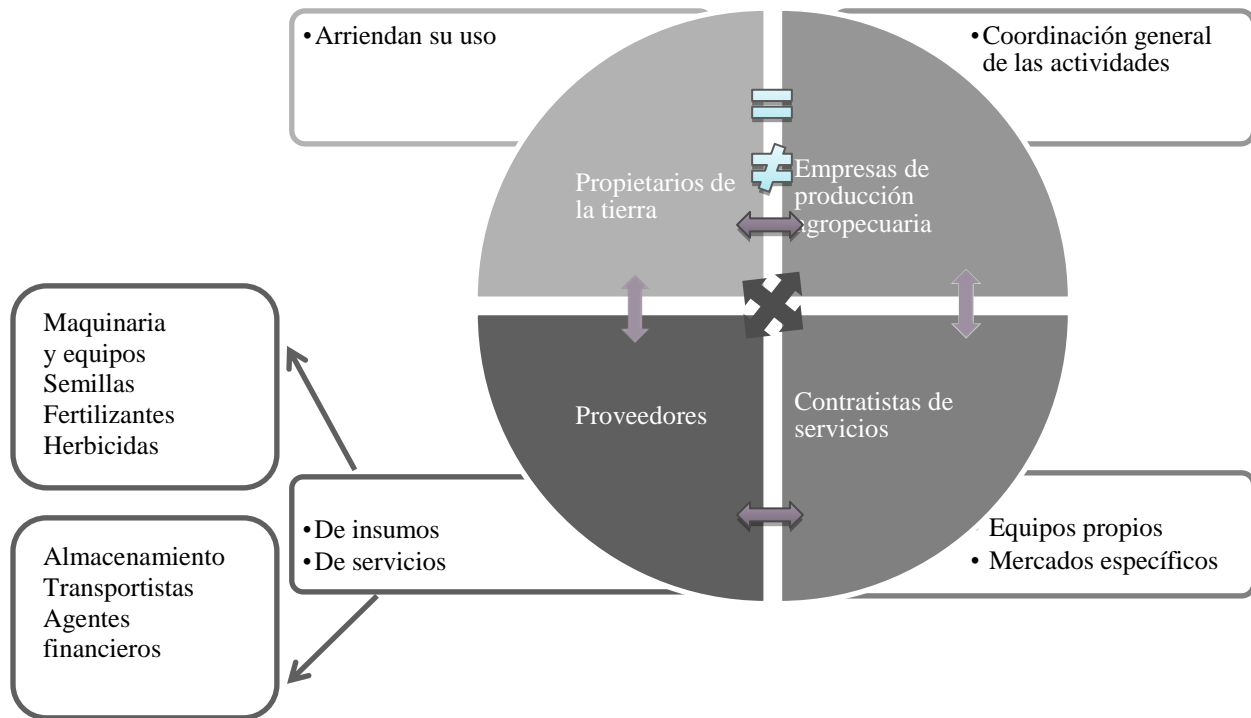 •Arriendan su uso
•Coordinación general
de las actividades
=
≠
Propietarios de
la tierra
Empresas de
producción
agropecuaria
Maquinaria
y equipos
Semillas
Fertilizantes
Herbicidas
Proveedores
Contratistas de
servicios
•De insumos
•De servicios
Equipos propios
• Mercados específicos
Almacenamiento
Transportistas
Agentes
financieros